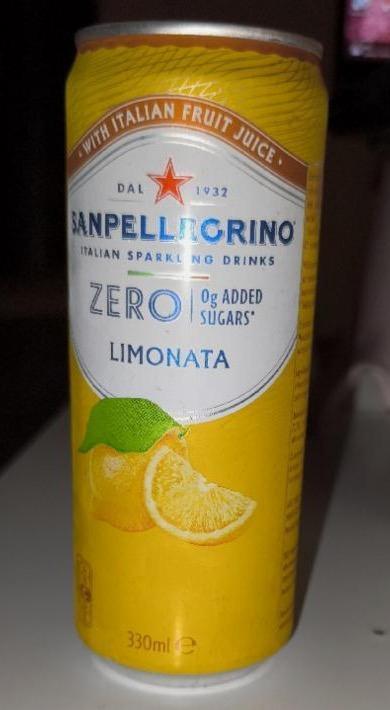 · WITH ITALIAN FRUIT JUICE ·
DAL 1932
SANPELLEGRINO
ITALIAN SPARKLING DRINKS
ZERO
0g ADDED
SUGARS*
LIMONATA
330ml ℮